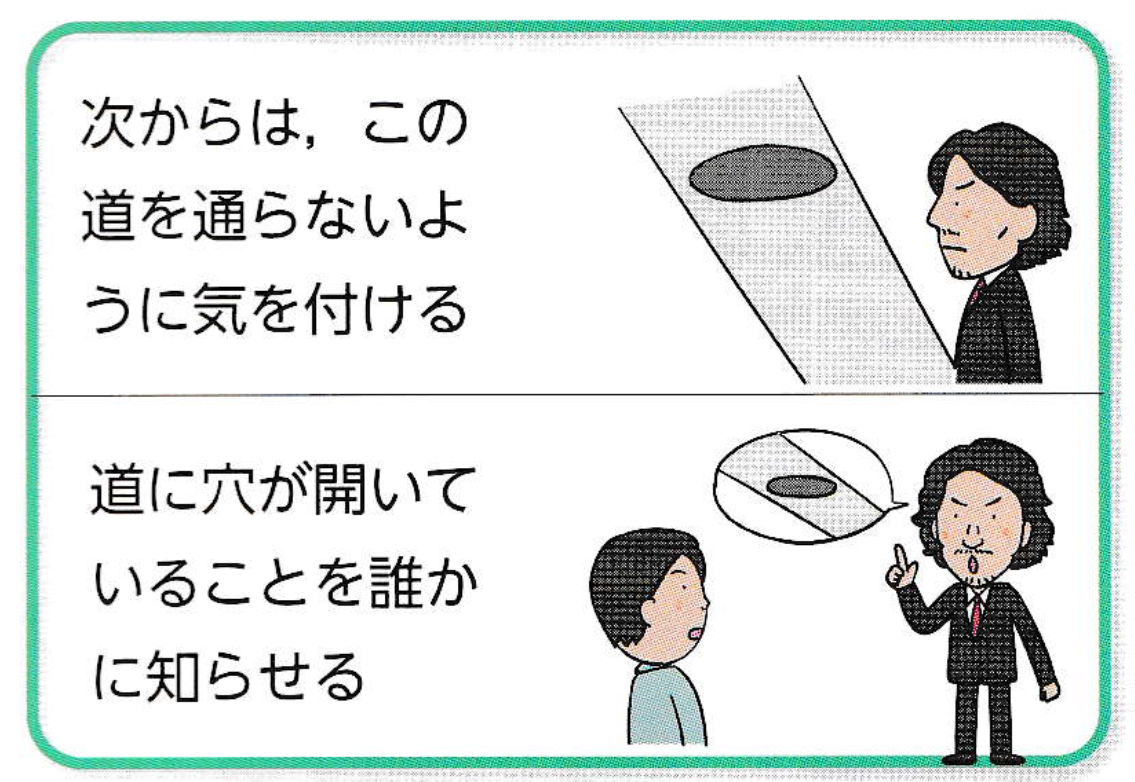 次からは，この
道を通らないよ
うに気を付ける
道に穴が開いて
いることを誰か
に知らせる